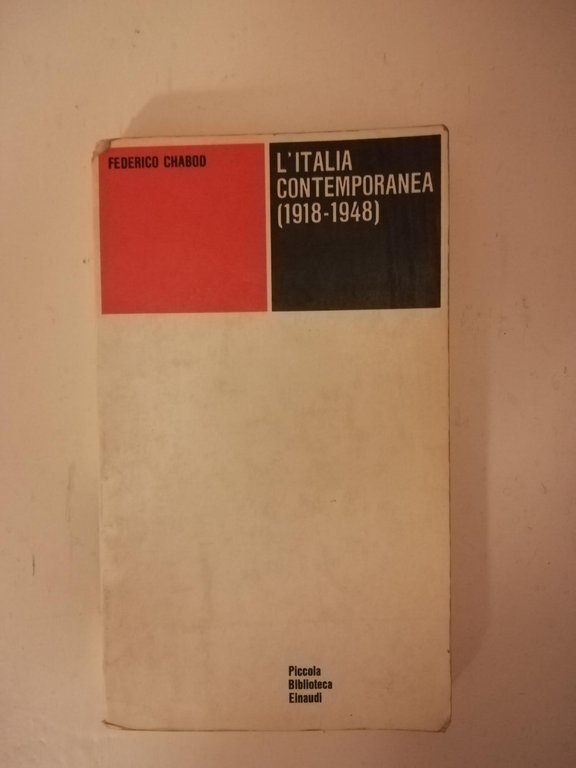 FEDERICO CHABOD
L'ITALIA
CONTEMPORANEA
(1918-1948)
Piccola
Biblioteca
Einaudi